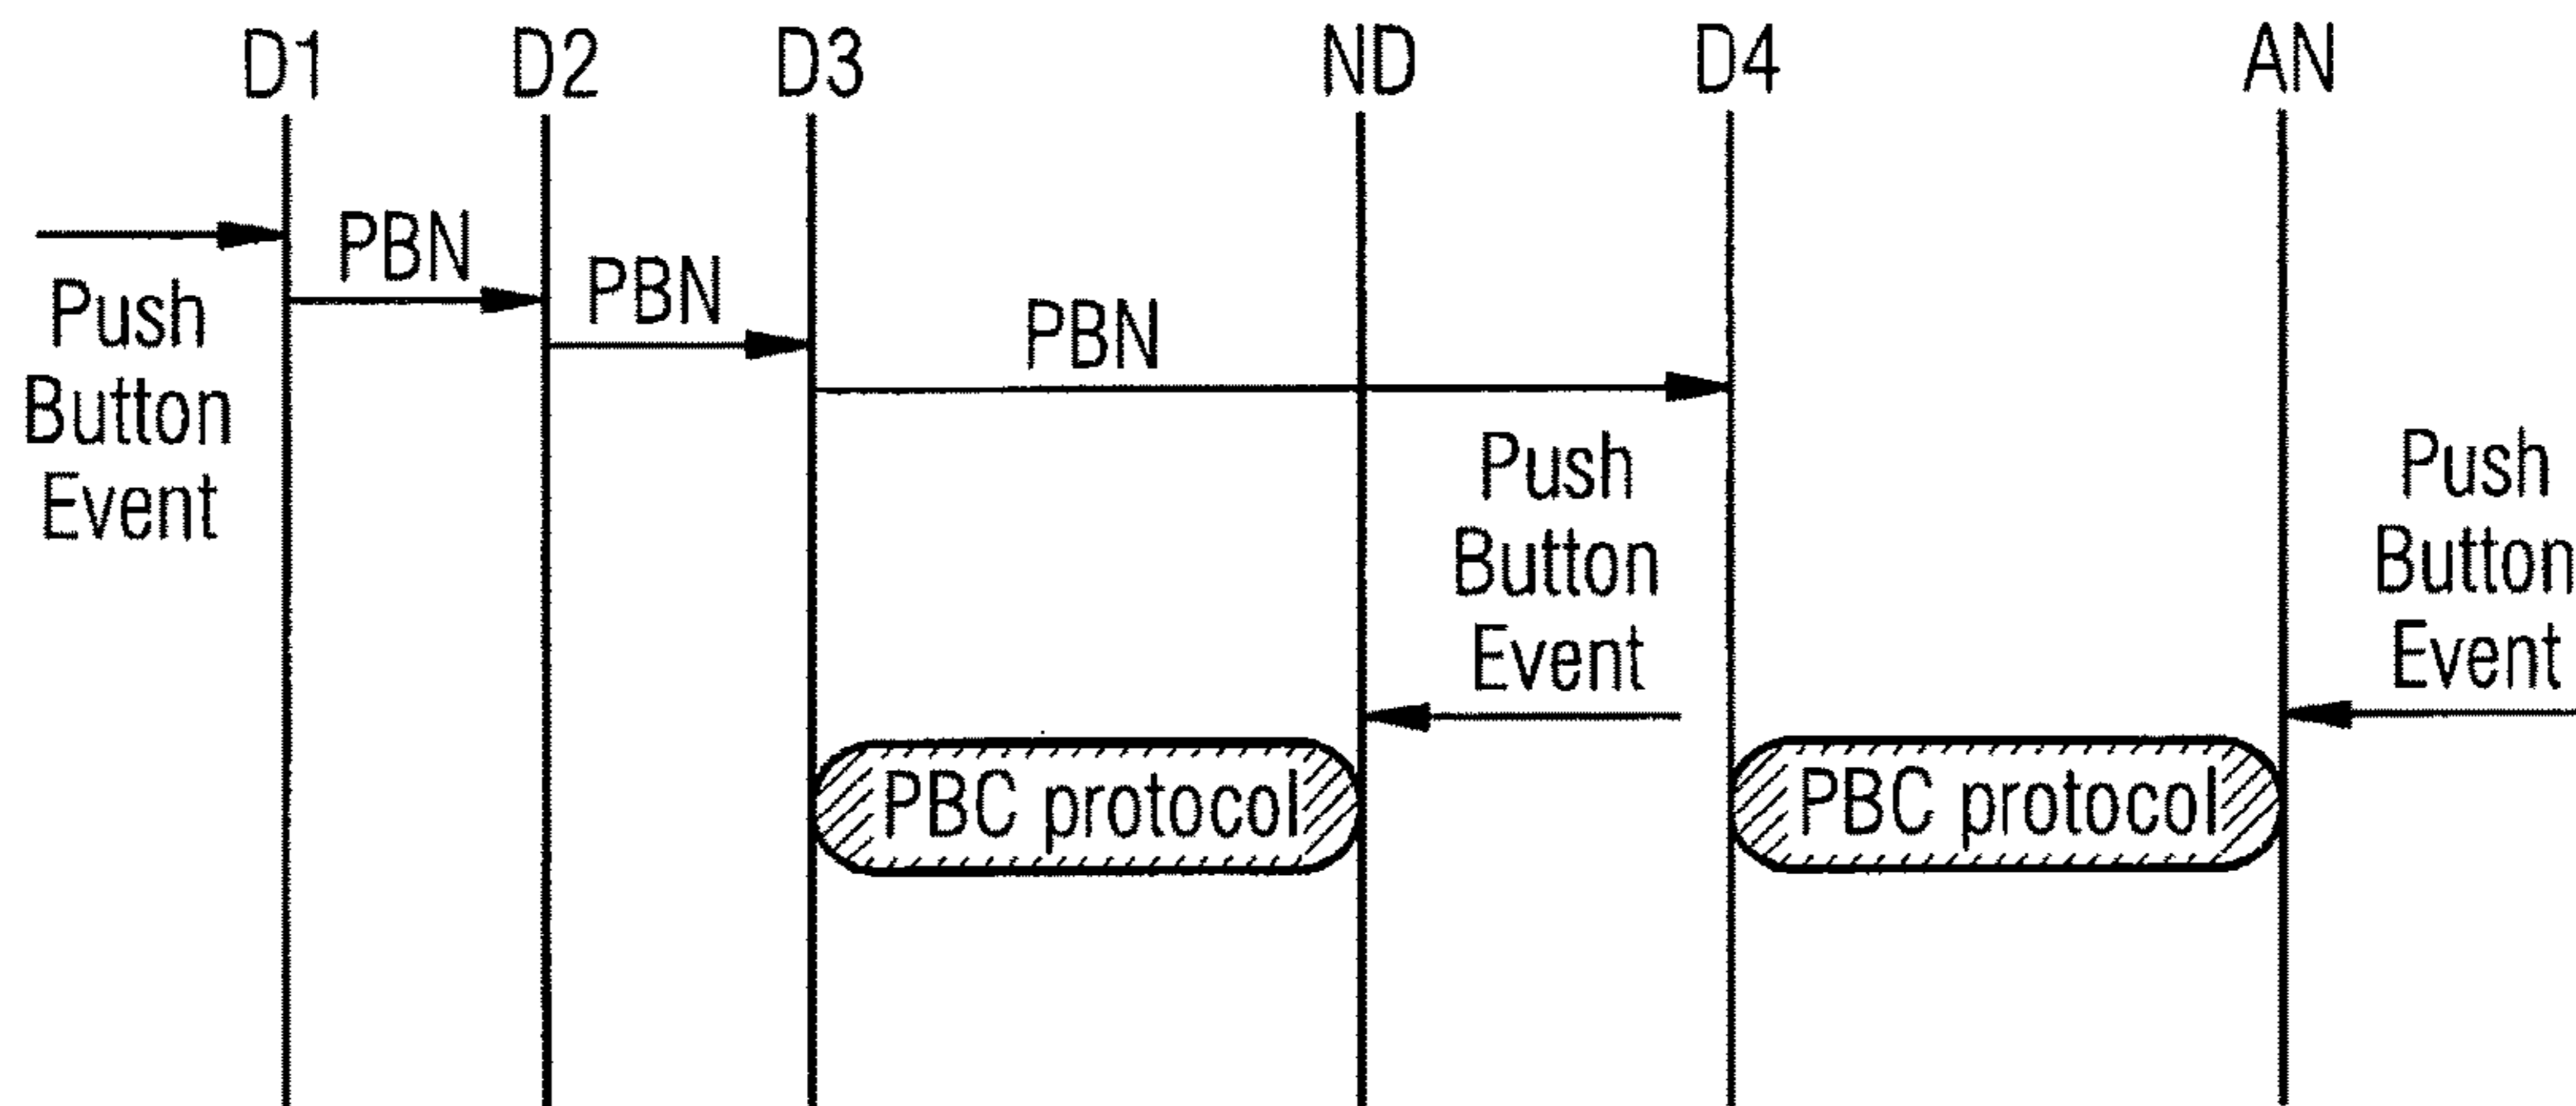 D1 D2 D3 ND D4 AN
PBN
PBN
PBN
Push
Button
Event
Push
Button
Event
Push
Button
Event
PBC protocol
PBC protocol